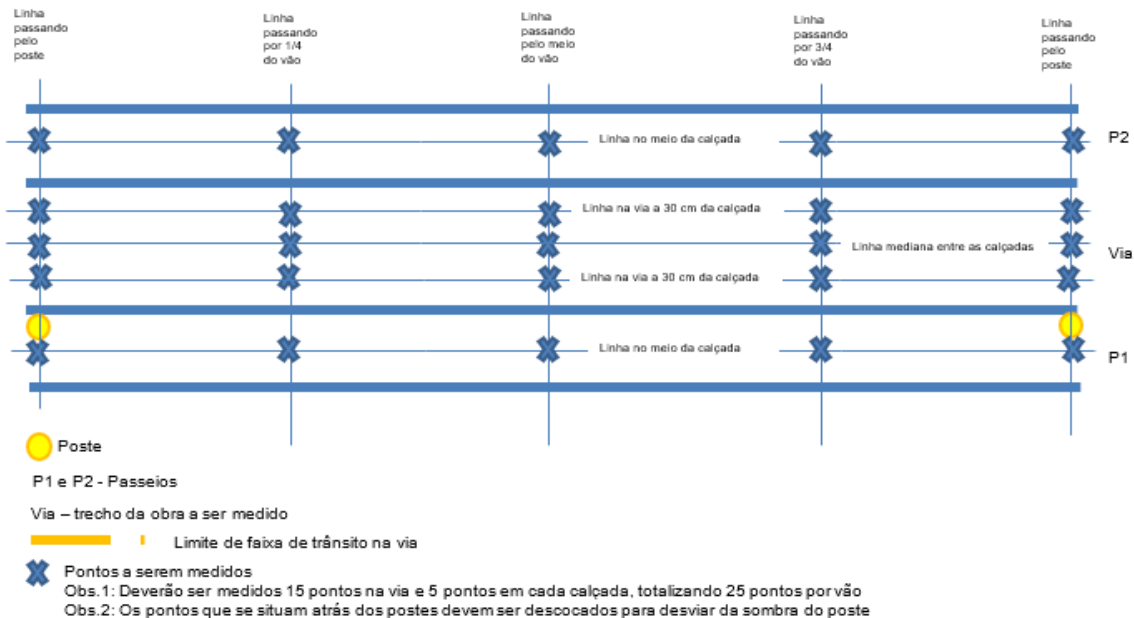 Linha
passando
pelo
poste
Linha
passando
por 1/4
do vão
Linha
passando
pelo meio
do vão
Linha
passando
por 3/4
do vão
Linha
passando
pelo
poste
Linha no meio da calçada
P2
Linha na via a 30 cm da calçada
Linha mediana entre as calçadas
Via
Linha na via a 30 cm da calçada
Linha no meio da calçada
P1
Poste
P1 e P2 - Passeios
Via – trecho da obra a ser medido
Limite de faixa de trânsito na via
Pontos a serem medidos
Obs.1: Deverão ser medidos 15 pontos na via e 5 pontos em cada calçada, totalizando 25 pontos por vão
Obs.2: Os pontos que se situam atrás dos postes devem ser descocados para desviar da sombra do poste